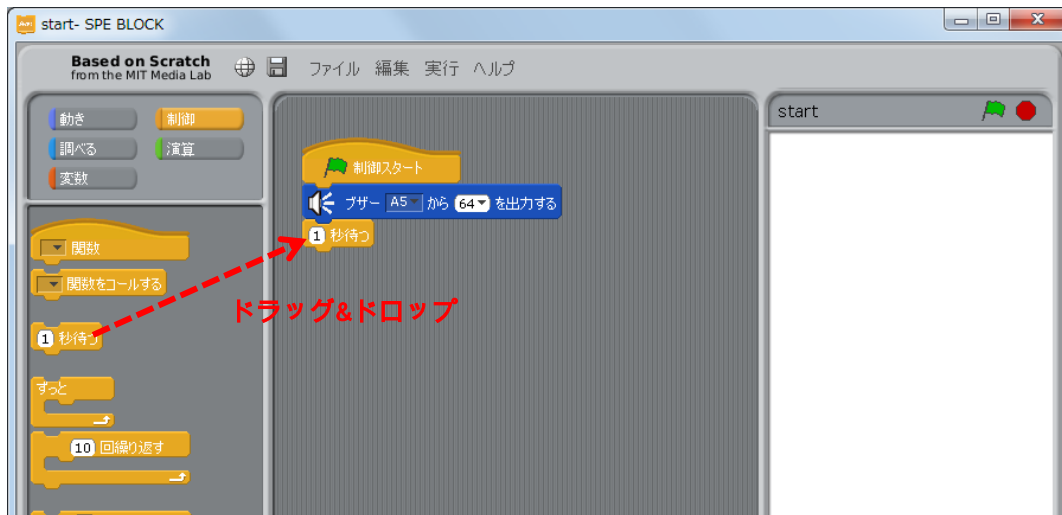 start- SPE BLOCK
Based on Scratch
from the MIT Media Lab
ファイル 編集 実行 ヘルプ
動き 制御
調べる 演算
変数
関数
関数をコールする
1 秒待つ
ずっと
10 回繰り返す
制御スタート
ブザー A5 から 64 を出力する
1 秒待つ
ドラッグ&ドロップ
start